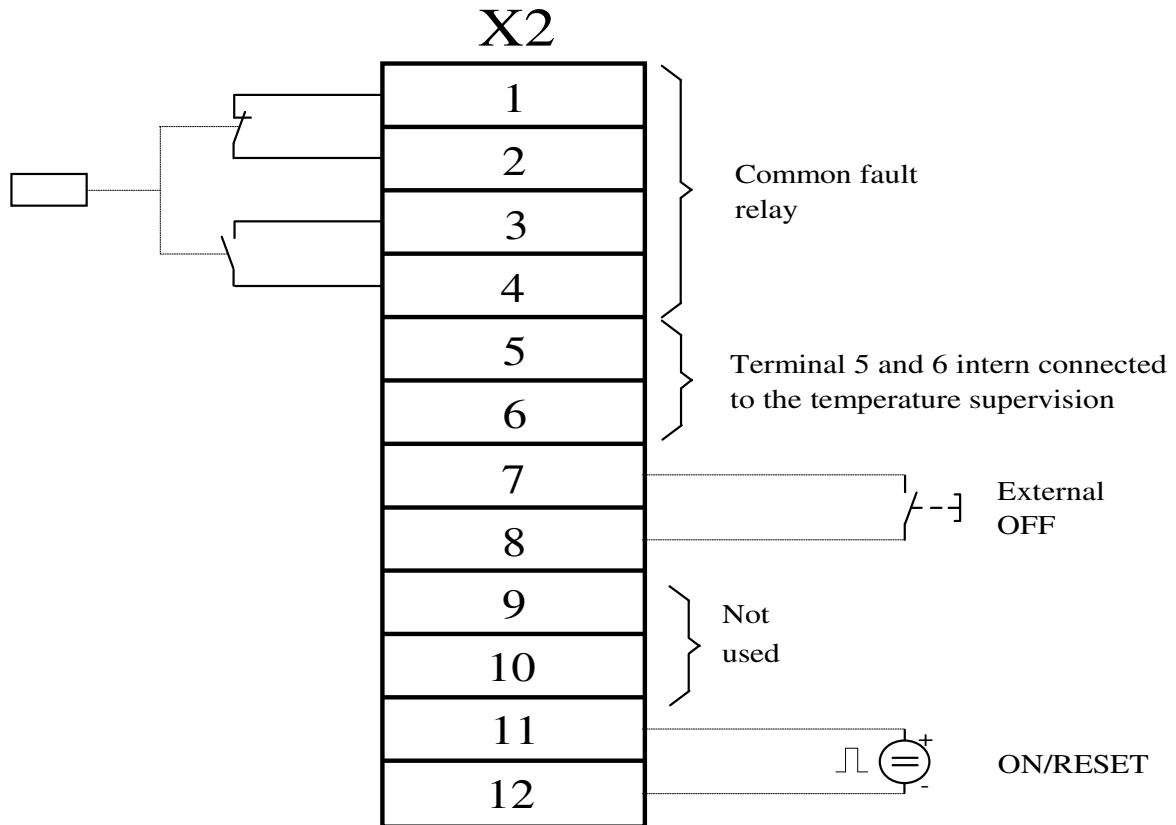 X2
1
2
3
4
5
6
7
8
9
10
11
12
Common fault
relay
Terminal 5 and 6 intern connected
to the temperature supervision
External
OFF
Not
used
+
-
ON/RESET